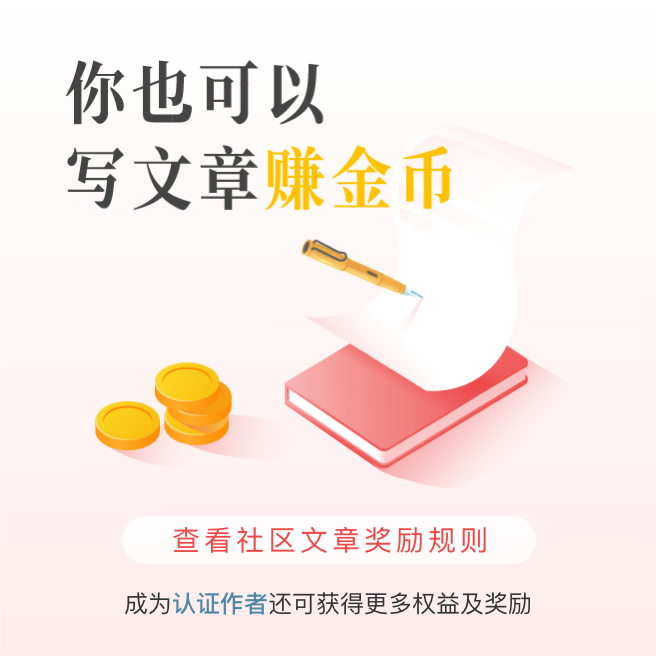 你也可以
写文章赚金币
查看社区文章奖励规则
成为认证作者还可获得更多权益及奖励